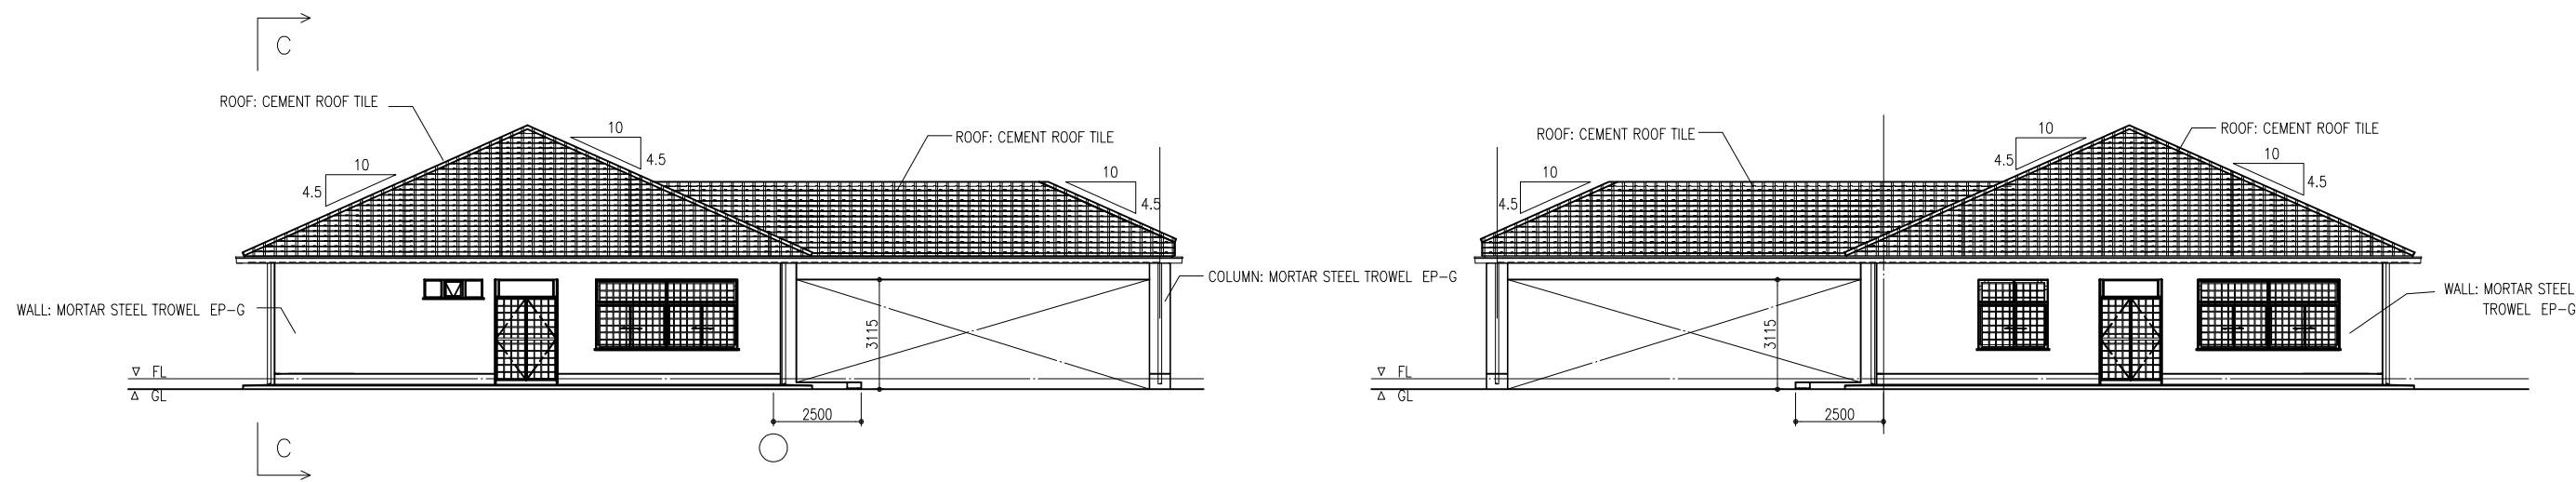 C
ROOF: CEMENT ROOF TILE
10
4.5
10
4.5
ROOF: CEMENT ROOF TILE
10
4.5
WALL: MORTAR STEEL TROWEL EP-G
COLUMN: MORTAR STEEL TROWEL EP-G
3115
FL
GL
2500
C
ROOF: CEMENT ROOF TILE
10
4.5
10
4.5
ROOF: CEMENT ROOF TILE
10
4.5
WALL: MORTAR STEEL
TROWEL EP-G
3115
FL
GL
2500